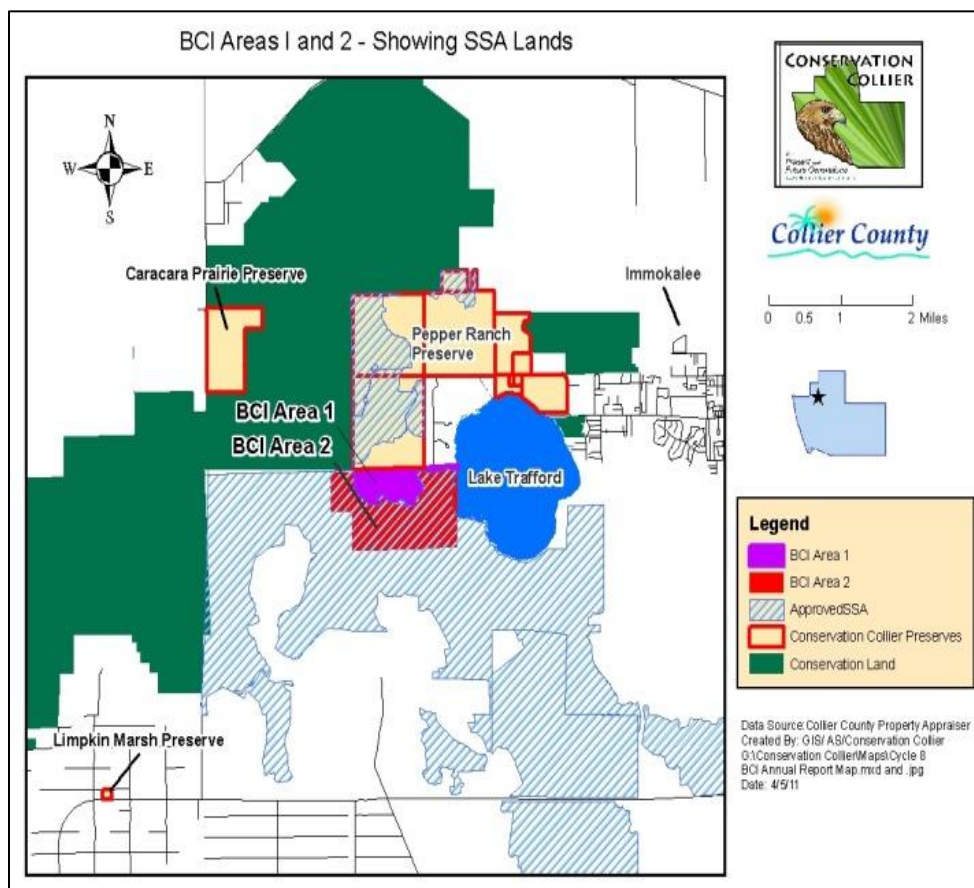 BCI Areas I and 2 - Showing SSA Lands
N
W
E
S
Caracara Prairie Preserve
Immokalee
Pepper Ranch
Preserve
BCI Area 1
BCI Area 2
Lake Trafford
Limpkin Marsh Preserve
CONSERVATION
COLLIER
Present and
Future Generations
Collier County
0 0.5 1 2 Miles
Legend
BCI Area 1
BCI Area 2
ApprovedSSA
Conservation Collier Preserves
Conservation Land
Data Source: Collier County Property Appraiser
Created By: GIS/ AS/Conservation Collier
G:\Conservation Collier\Maps\Cycle 8
BCI Annual Report Map.mxd and .jpg
Date: 4/5/11